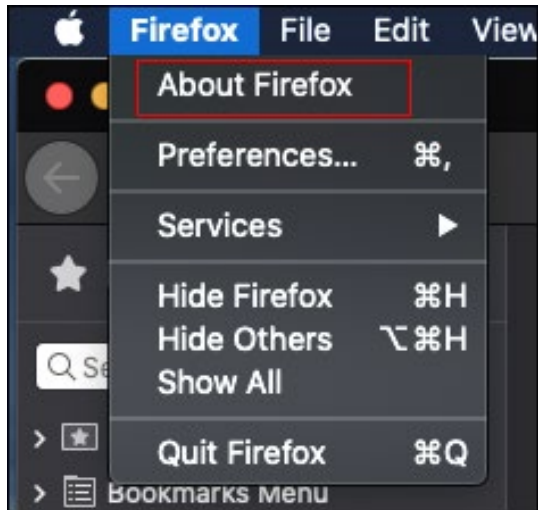 Firefox File Edit View
About Firefox
Preferences... ⌘,
Services ▶
Hide Firefox ⌘H
Hide Others ⌥⌘H
Show All
Quit Firefox ⌘Q
Bookmarks Menu